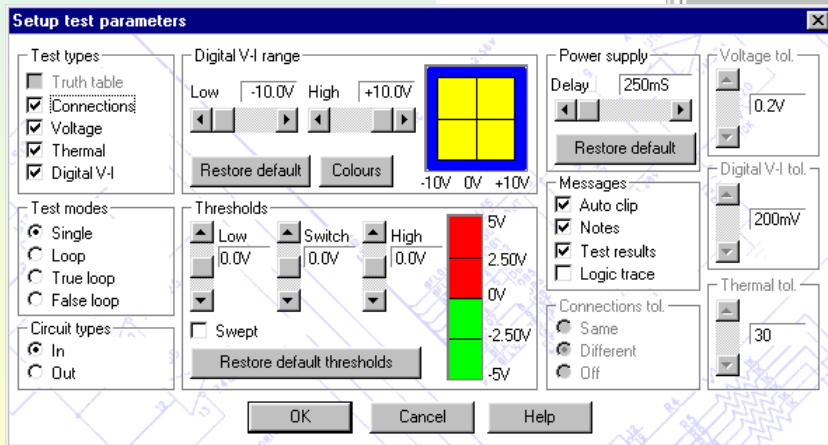 Setup test parameters
Test types
Truth table
Connections
Voltage
Thermal
Digital V-I
Digital V-I range
Low -10.0V High +10.0V
Restore default Colours
-10V 0V +10V
Power supply
Delay 250mS
Restore default
Voltage tol.
0.2V
Test modes
Single
Loop
True loop
False loop
Thresholds
Low Switch High
0.0V 0.0V 0.0V
Swept
Restore default thresholds
5V
2.50V
0V
-2.50V
-5V
Messages
Auto clip
Notes
Test results
Logic trace
Digital V-I tol.
200mV
Circuit types
In
Out
Connections tol.
Same
Different
Off
Thermal tol.
30
OK Cancel Help